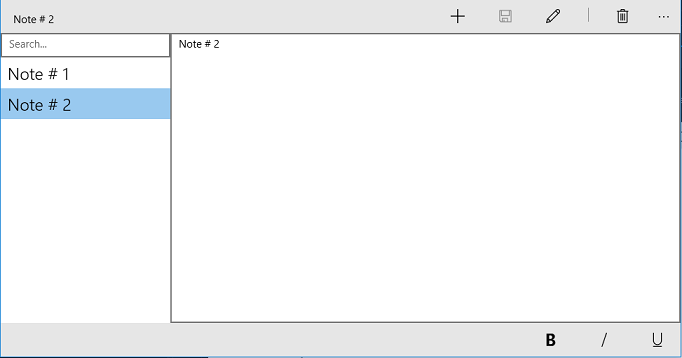 Note # 2
Search...
Note # 1
Note # 2
Note # 2
B / U